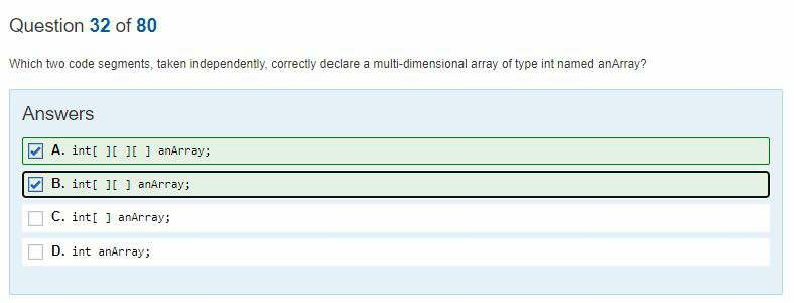 Question 32 of 80
Which two code segments, taken independently, correctly declare a multi-dimensional array of type int named anArray?
Answers
A. int[ ][ ][ ] anArray;
B. int[ ][ ] anArray;
C. int[ ] anArray;
D. int anArray;